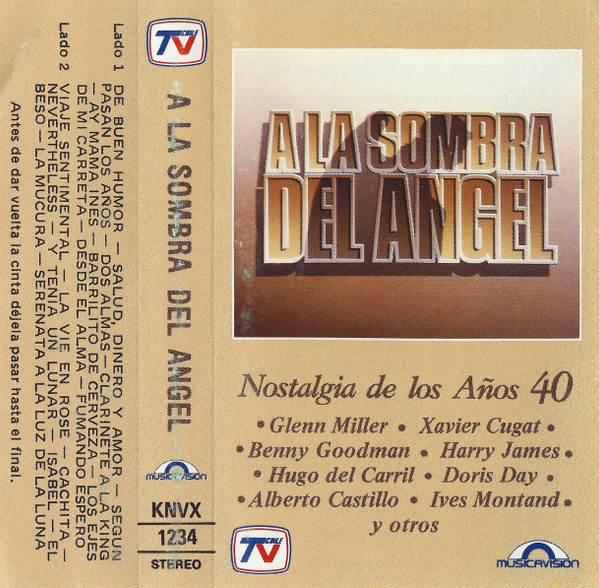 Lado 1 DE BUEN HUMOR — SALUD, DINERO Y AMOR — SEGUN
PASAN LOS AÑOS — DOS ALMAS — CLARINETE A LA KING
— AY MAMA INES — BARRILITO DE CERVEZA — LOS EJES
DE MI CARRETA — DESDE EL ALMA — FUMANDO ESPERO
Lado 2 VIAJE SENTIMENTAL — LA VIE EN ROSE — CACHITA —
NEVERTHELESS — Y TENIA UN LUNAR — ISABEL — EL
BESO — LA MUCURA — SERENATA A LA LUZ DE LA LUNA
Antes de dar vuelta la cinta déjela pasar hasta el final.
TV CHILE
A LA SOMBRA DEL ANGEL
MUSICAVISIÓN
KNVX
1234
STEREO
A LA SOMBRA
DEL ANGEL
Nostalgia de los Años 40
• Glenn Miller • Xavier Cugat •
• Benny Goodman • Harry James •
• Hugo del Carril • Doris Day •
• Alberto Castillo • Ives Montand •
y otros
TV CHILE
MUSICAVISIÓN